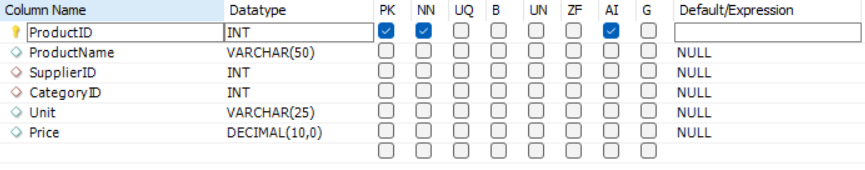 Column Name Datatype PK NN UQ B UN ZF AI G Default/Expression
ProductID INT
ProductName VARCHAR(50) NULL
SupplierID INT NULL
CategoryID INT NULL
Unit VARCHAR(25) NULL
Price DECIMAL(10,0) NULL